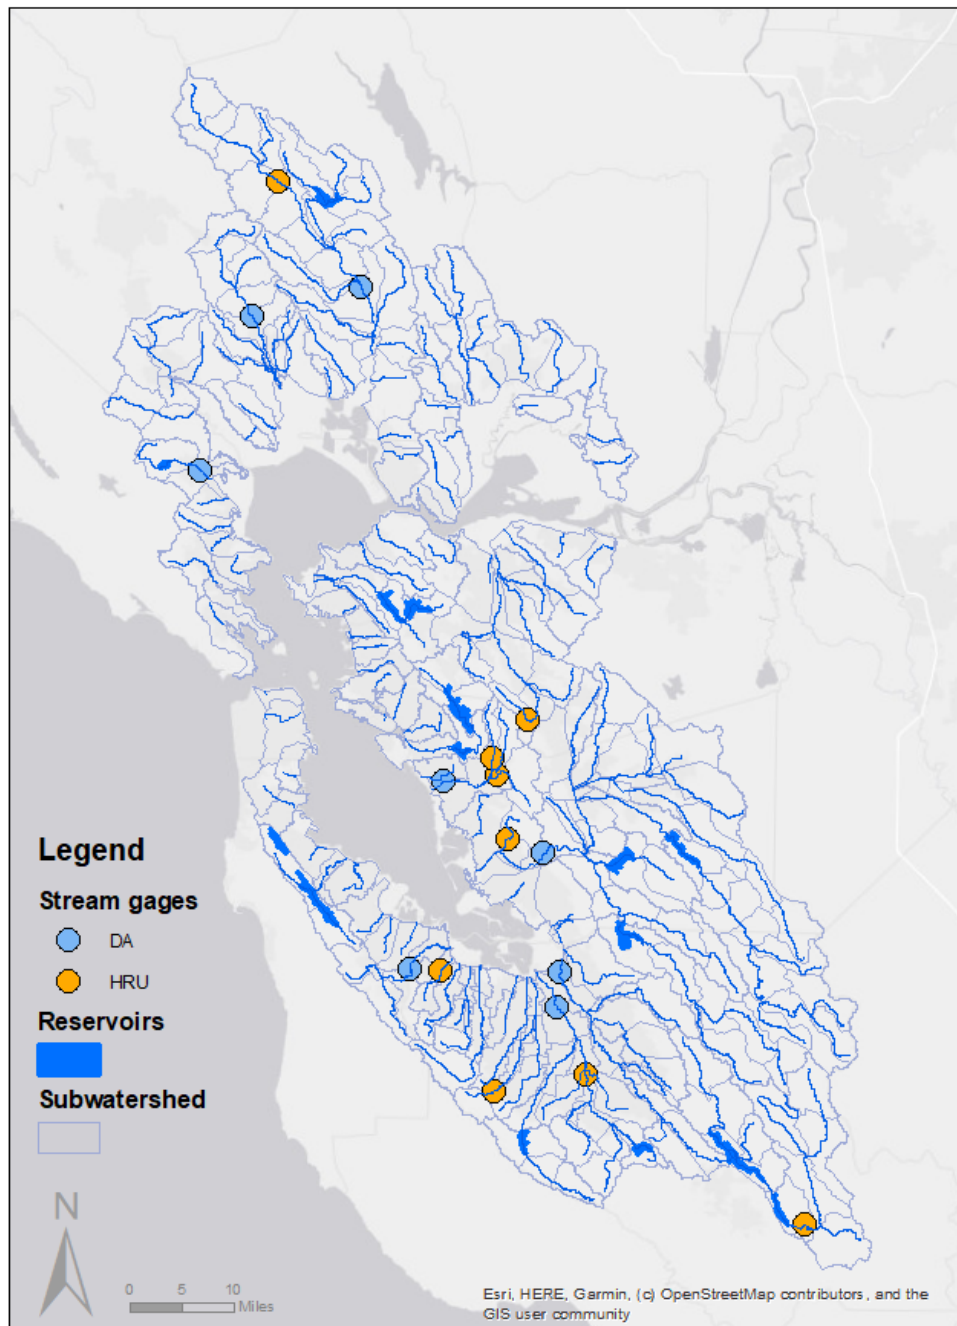 Legend
Stream gages
DA
HRU
Reservoirs
Subwatershed
N
0 5 10
Miles
Esri, HERE, Garmin, (c) OpenStreetMap contributors, and the
GIS user community